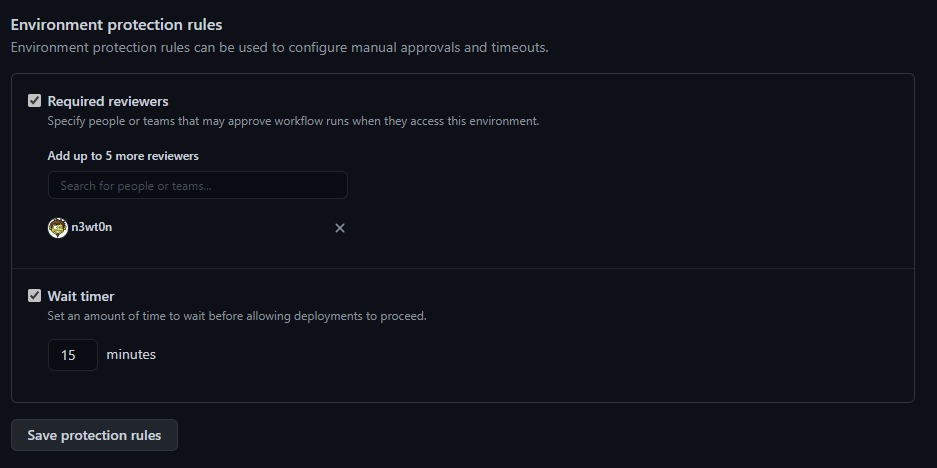 Environment protection rules
Environment protection rules can be used to configure manual approvals and timeouts.
Required reviewers
Specify people or teams that may approve workflow runs when they access this environment.
Add up to 5 more reviewers
Search for people or teams...
n3wt0n
Wait timer
Set an amount of time to wait before allowing deployments to proceed.
15 minutes
Save protection rules